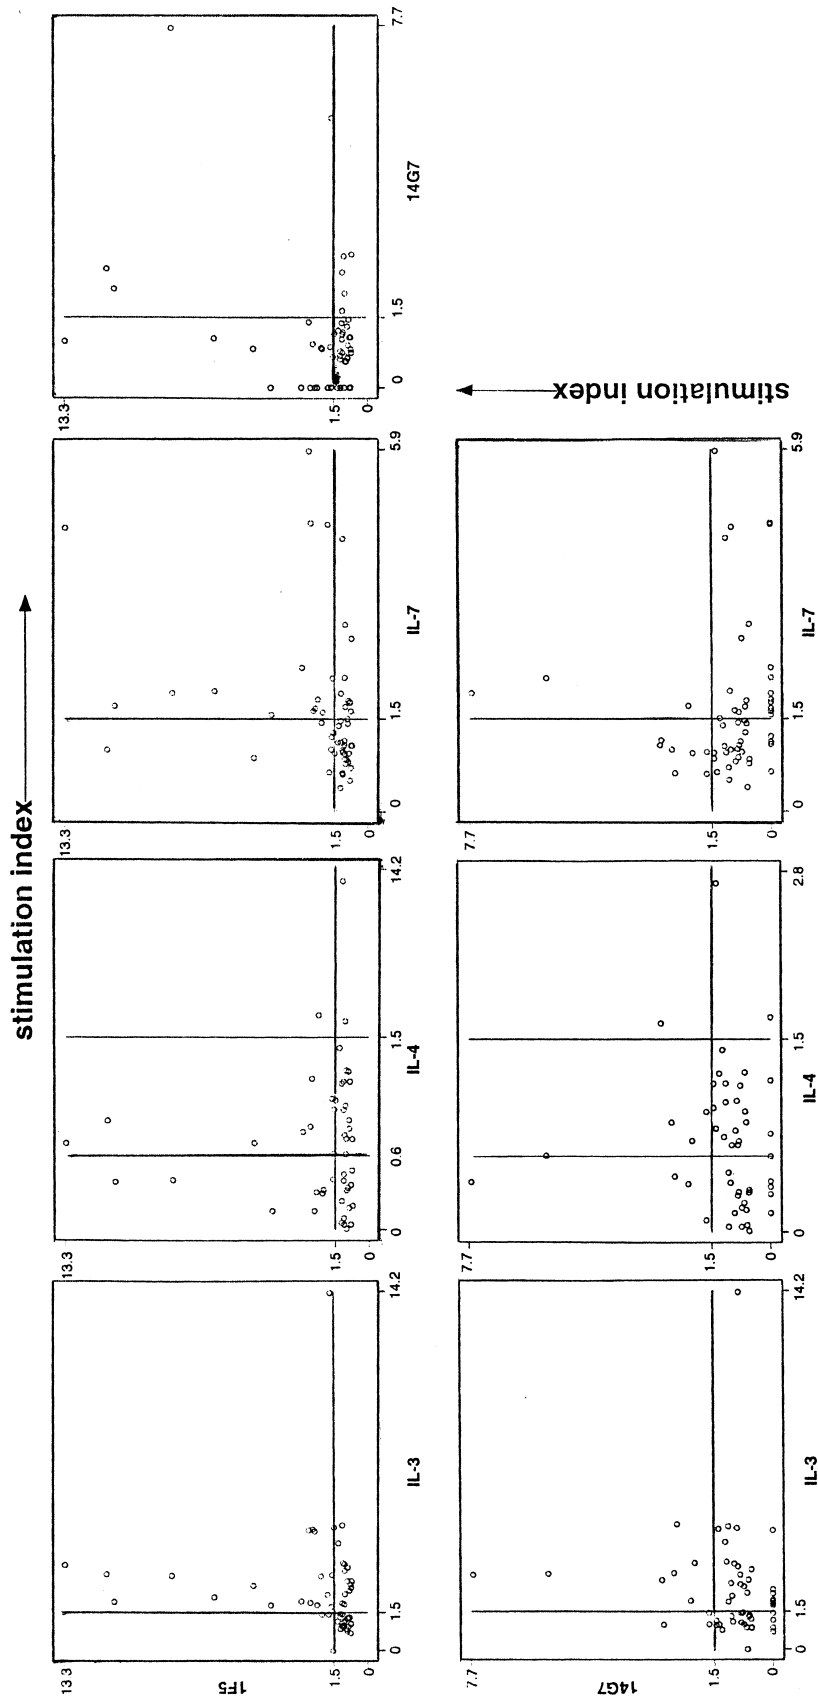 stimulation index
13.3 13.3 13.3 13.3
1F5
1.5 1.5 1.5 1.5
0 0 0 0
0 1.5 14.2 0 0.6 1.5 14.2 0 1.5 5.9 0 1.5 7.7
IL-3 IL-4 IL-7 14G7
stimulation index
7.7 7.7 7.7
14G7
1.5 1.5 1.5
0 0 0
0 1.5 14.2 0 1.5 2.8 0 1.5 5.9
IL-3 IL-4 IL-7